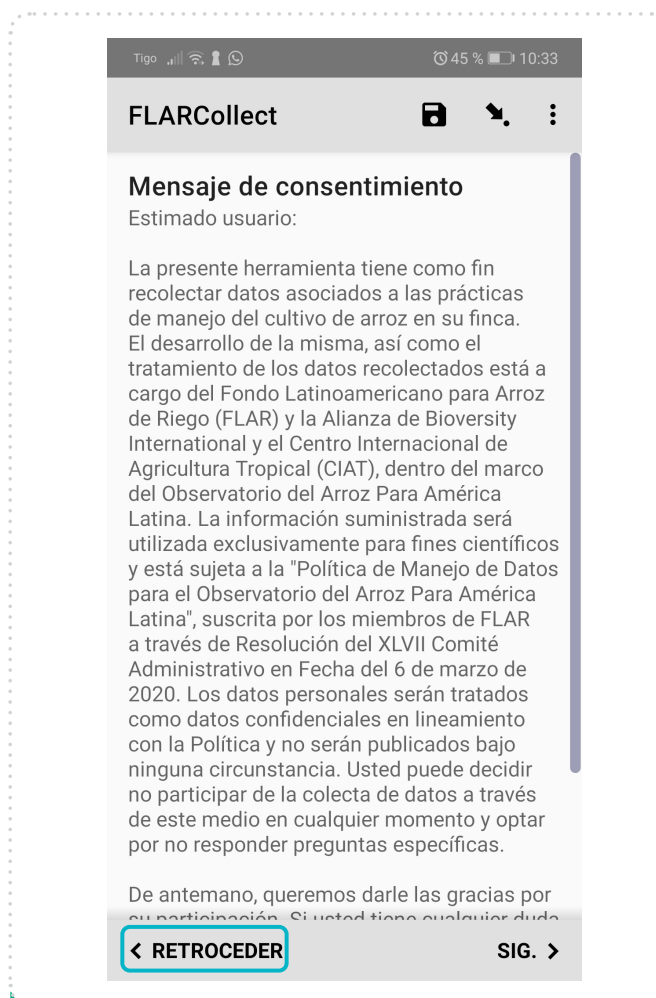 Tigo 45 % 10:33
FLARCollect
Mensaje de consentimiento
Estimado usuario:
La presente herramienta tiene como fin
recolectar datos asociados a las prácticas
de manejo del cultivo de arroz en su finca.
El desarrollo de la misma, así como el
tratamiento de los datos recolectados está a
cargo del Fondo Latinoamericano para Arroz
de Riego (FLAR) y la Alianza de Bioversity
International y el Centro Internacional de
Agricultura Tropical (CIAT), dentro del marco
del Observatorio del Arroz Para América
Latina. La información suministrada será
utilizada exclusivamente para fines científicos
y está sujeta a la "Política de Manejo de Datos
para el Observatorio del Arroz Para América
Latina", suscrita por los miembros de FLAR
a través de Resolución del XLVII Comité
Administrativo en Fecha del 6 de marzo de
2020. Los datos personales serán tratados
como datos confidenciales en lineamiento
con la Política y no serán publicados bajo
ninguna circunstancia. Usted puede decidir
no participar de la colecta de datos a través
de este medio en cualquier momento y optar
por no responder preguntas específicas.
De antemano, queremos darle las gracias por
su participación. Si usted tiene cualquier duda
RETROCEDER SIG.